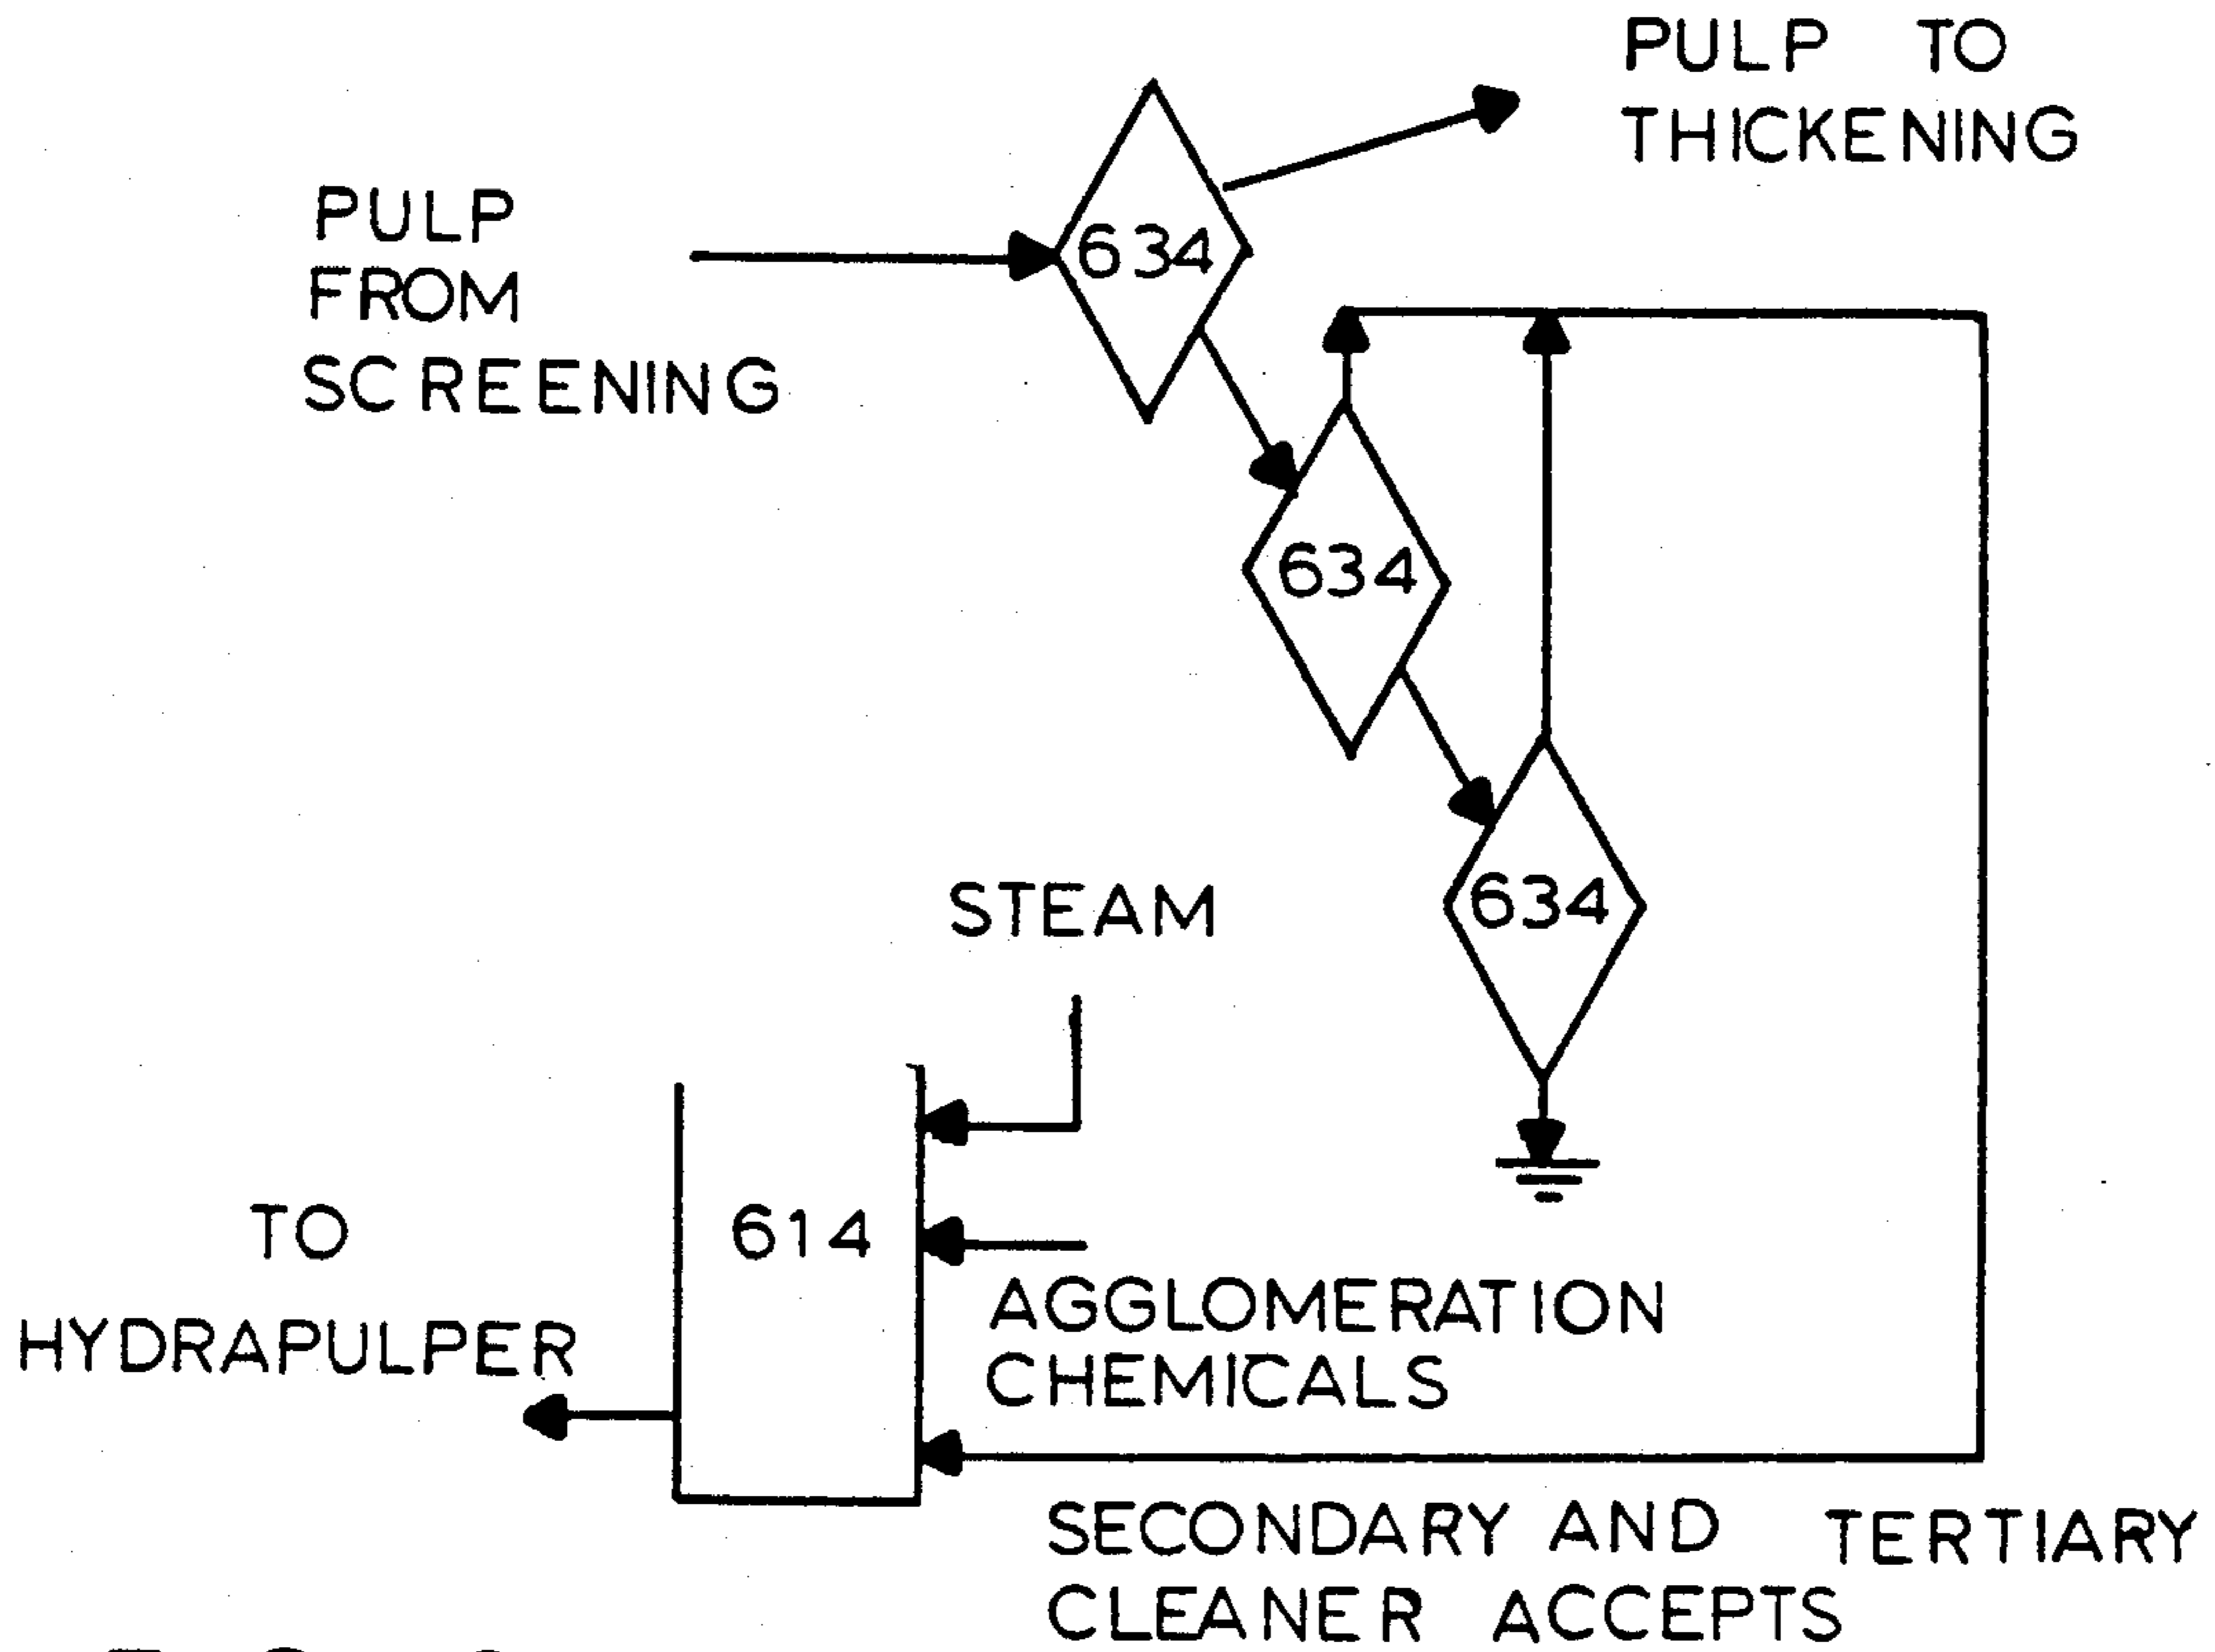 PULP TO
THICKENING
PULP
FROM
SCREENING
634
634
634
STEAM
TO
HYDRAPULPER
614
AGGLOMERATION
CHEMICALS
SECONDARY AND TERTIARY
CLEANER ACCEPTS